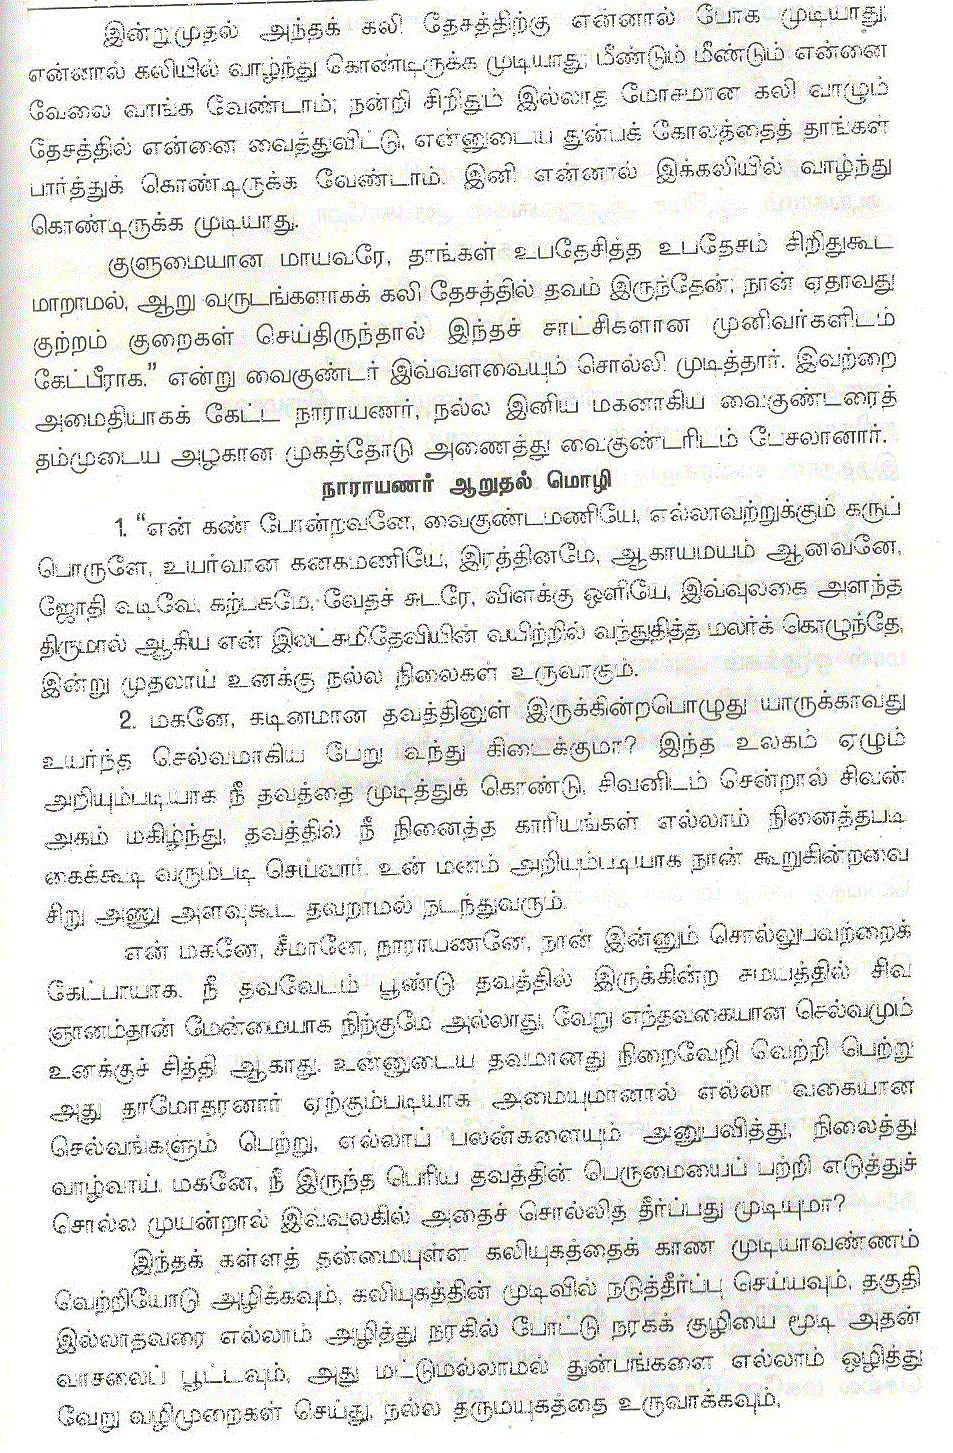 இன்றுமுதல் அந்தக் கலி தேசத்திற்கு என்னால் போக முடியாது.
என்னால் கலியில் வாழ்ந்து கொண்டிருக்க முடியாது; மீண்டும் மீண்டும் என்னை
வேலை வாங்க வேண்டாம்; நன்றி சிறிதும் இல்லாத மோசமான கலி வாழும்
தேசத்தில் என்னை வைத்துவிட்டு, என்னுடைய துன்பக் கோலத்தைத் தாங்கள்
பார்த்துக் கொண்டிருக்க வேண்டாம். இனி என்னால் இக்கலியில் வாழ்ந்து
கொண்டிருக்க முடியாது.
குளுமையான மாயவரே, தாங்கள் உபதேசித்த உபதேசம் சிறிதுகூட
மாறாமல், ஆறு வருடங்களாகக் கலி தேசத்தில் தவம் இருந்தேன்; நான் ஏதாவது
குற்றம் குறைகள் செய்திருந்தால் இந்தச் சாட்சிகளான முனிவர்களிடம்
கேட்பீராக.” என்று வைகுண்டர் இவ்வளவையும் சொல்லி முடித்தார். இவற்றை
அமைதியாகக் கேட்ட நாராயணர், நல்ல இனிய மகனாகிய வைகுண்டரைத்
தம்முடைய அழகான முகத்தோடு அணைத்து வைகுண்டரிடம் பேசலானார்.
நாராயணர் ஆறுதல் மொழி
1. “என் கண் போன்றவனே, வைகுண்டமணியே, எல்லாவற்றுக்கும் கருப்
பொருளே, உயர்வான கனகமணியே, இரத்தினமே, ஆகாயமயம் ஆனவனே,
ஜோதி வடிவே, கற்பகமே, வேதச் சுடரே, விளக்கு ஒளியே, இவ்வுலகை அளந்த
திருமால் ஆகிய என் இலட்சுமிதேவியின் வயிற்றில் வந்துதித்த மலர்க் கொழுந்தே,
இன்று முதலாய் உனக்கு நல்ல நிலைகள் உருவாகும்.
2. மகனே, கடினமான தவத்தினுள் இருக்கின்றபொழுது யாருக்காவது
உயர்ந்த செல்வமாகிய பேறு வந்து கிடைக்குமா? இந்த உலகம் ஏழும்
அறியும்படியாக நீ தவத்தை முடித்துக் கொண்டு, சிவனிடம் சென்றால் சிவன்
அகம் மகிழ்ந்து, தவத்தில் நீ நினைத்த காரியங்கள் எல்லாம் நினைத்தபடி
கைக்கூடி வரும்படி செய்வார். உன் மனம் அறியும்படியாக நான் கூறுகின்றவை
சிறு அணு அளவுகூட தவறாமல் நடந்துவரும்.
என் மகனே, சீமானே, நாராயணனே, நான் இன்னும் சொல்லுபவற்றைக்
கேட்பாயாக. நீ தவவேடம் பூண்டு தவத்தில் இருக்கின்ற சமயத்தில் சிவ
ஞானம்தான் மேன்மையாக நிற்குமே அல்லாது, வேறு எந்தவகையான செல்வமும்
உனக்குச் சித்தி ஆகாது. உன்னுடைய தவமானது நிறைவேறி வெற்றி பெற்று
அது தாமோதரனார் ஏற்கும்படியாக அமையுமானால் எல்லா வகையான
செல்வங்களும் பெற்று, எல்லாப் பலன்களையும் அனுபவித்து, நிலைத்து
வாழ்வாய். மகனே, நீ இருந்த பெரிய தவத்தின் பெருமையைப் பற்றி எடுத்துச்
சொல்ல முயன்றால் இவ்வுலகில் அதைச் சொல்லித் தீர்ப்பது முடியுமா?
இந்தக் கள்ளத் தன்மையுள்ள கலியுகத்தைக் காண முடியாவண்ணம்
வெற்றியோடு அழிக்கவும், கலியுகத்தின் முடிவில் நடுத்தீர்ப்பு செய்யவும், தகுதி
இல்லாதவரை எல்லாம் அழித்து நரகில் போட்டு நரகக் குழியை மூடி அதன்
வாசலைப் பூட்டவும், அது மட்டுமல்லாமல் துன்பங்களை எல்லாம் ஒழித்து
வேறு வழிமுறைகள் செய்து, நல்ல தருமயுகத்தை உருவாக்கவும்,